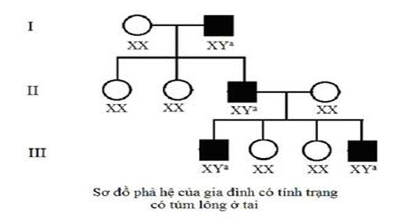 I
XX XYᵃ
II
XX XX XYᵃ XX
III
XYᵃ XX XX XYᵃ
Sơ đồ phả hệ của gia đình có tính trạng
có túm lông ở tai